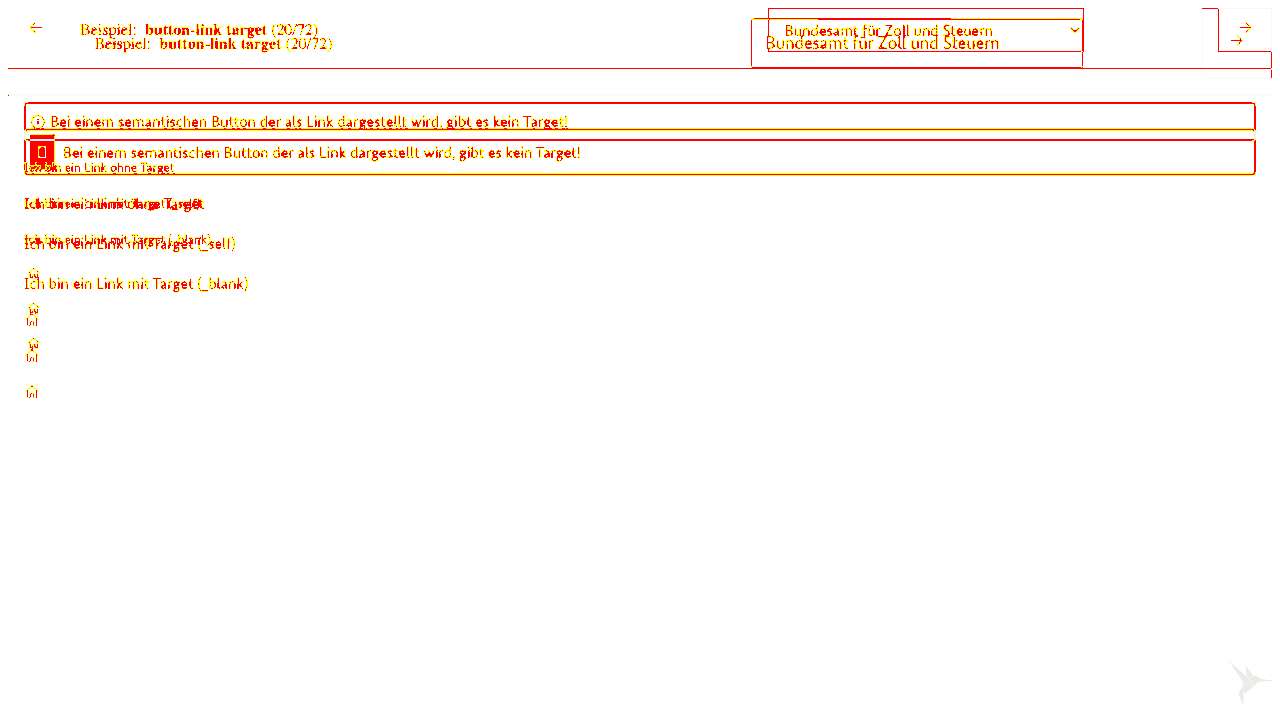 Beispiel: button-link target (20/72)
Beispiel: button-link target (20/72)
Bundesamt für Zoll und Steuern
Bundesamt für Zoll und Steuern
Bei einem semantischen Button der als Link dargestellt wird, gibt es kein Target!
Bei einem semantischen Button der als Link dargestellt wird, gibt es kein Target!
Ich bin ein Link ohne Target
Ich bin ein Link ohne Target
Ich bin ein Link mit Target (_blank)
Ich bin ein Link mit Target (_self)
Ich bin ein Link mit Target (_blank)